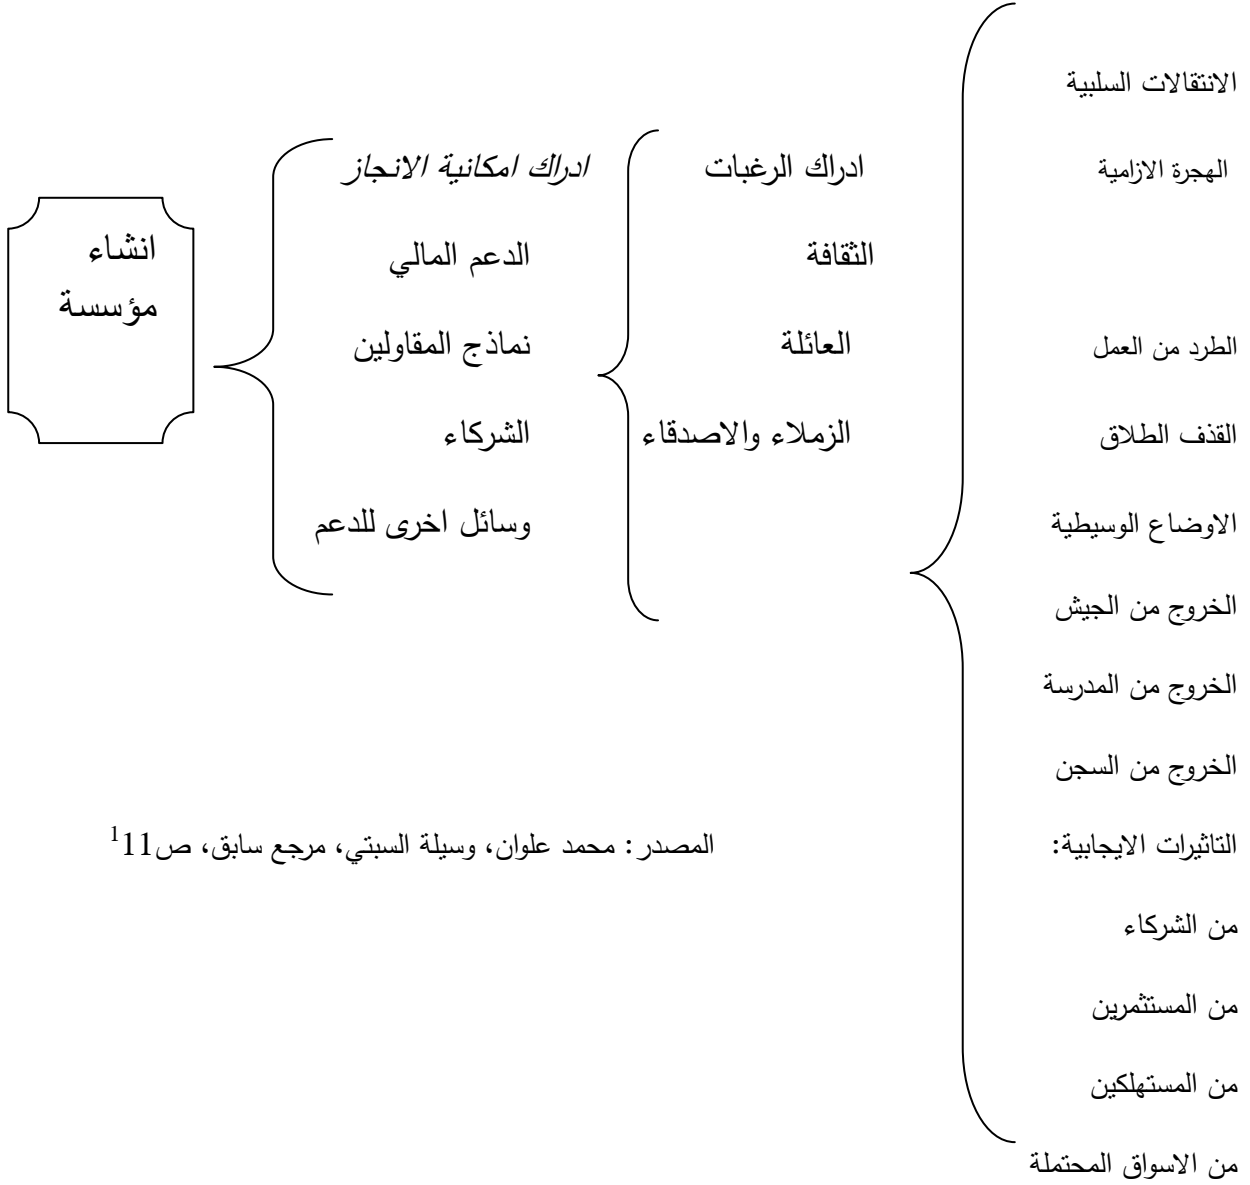 الانتقالات السلبية
الهجرة الازامية
الطرد من العمل
القذف الطلاق
الاوضاع الوسيطية
الخروج من الجيش
الخروج من المدرسة
الخروج من السجن
التاثيرات الايجابية:
من الشركاء
من المستثمرين
من المستهلكين
من الاسواق المحتملة
ادراك الرغبات
الثقافة
العائلة
الزملاء والاصدقاء
ادراك امكانية الانجاز
الدعم المالي
نماذج المقاولين
الشركاء
وسائل اخرى للدعم
انشاء
مؤسسة
المصدر: محمد علوان، وسيلة السبتي، مرجع سابق، ص11¹